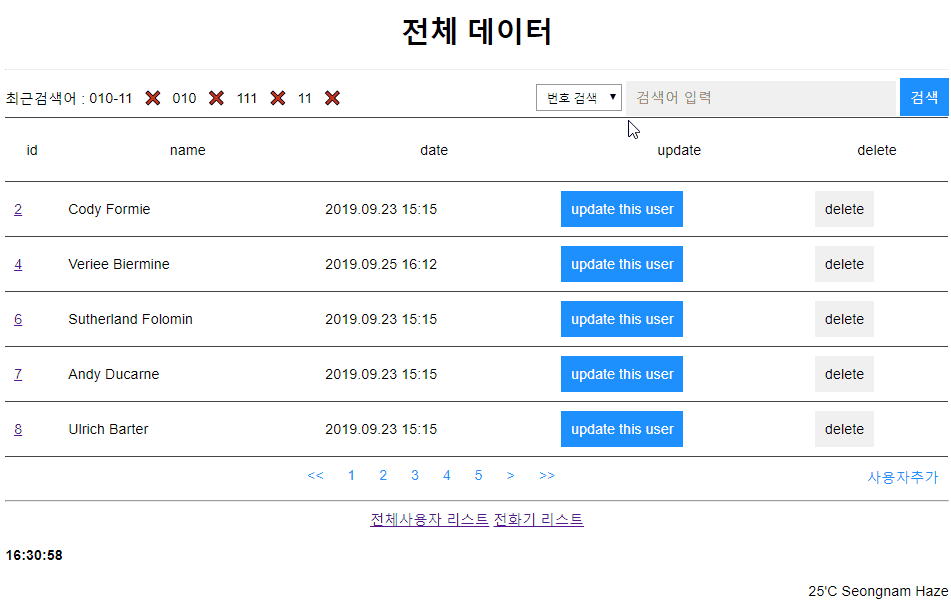 전체 데이터
최근검색어 : 010-11 ❌ 010 ❌ 111 ❌ 11 ❌ 번호 검색 ▼ 검색어 입력 검색
id name date update delete
2 Cody Formie 2019.09.23 15:15 update this user delete
4 Veriee Biermine 2019.09.25 16:12 update this user delete
6 Sutherland Folomin 2019.09.23 15:15 update this user delete
7 Andy Ducarne 2019.09.23 15:15 update this user delete
8 Ulrich Barter 2019.09.23 15:15 update this user delete
<< 1 2 3 4 5 > >> 사용자추가
전체사용자 리스트 전화기 리스트
16:30:58
25'C Seongnam Haze